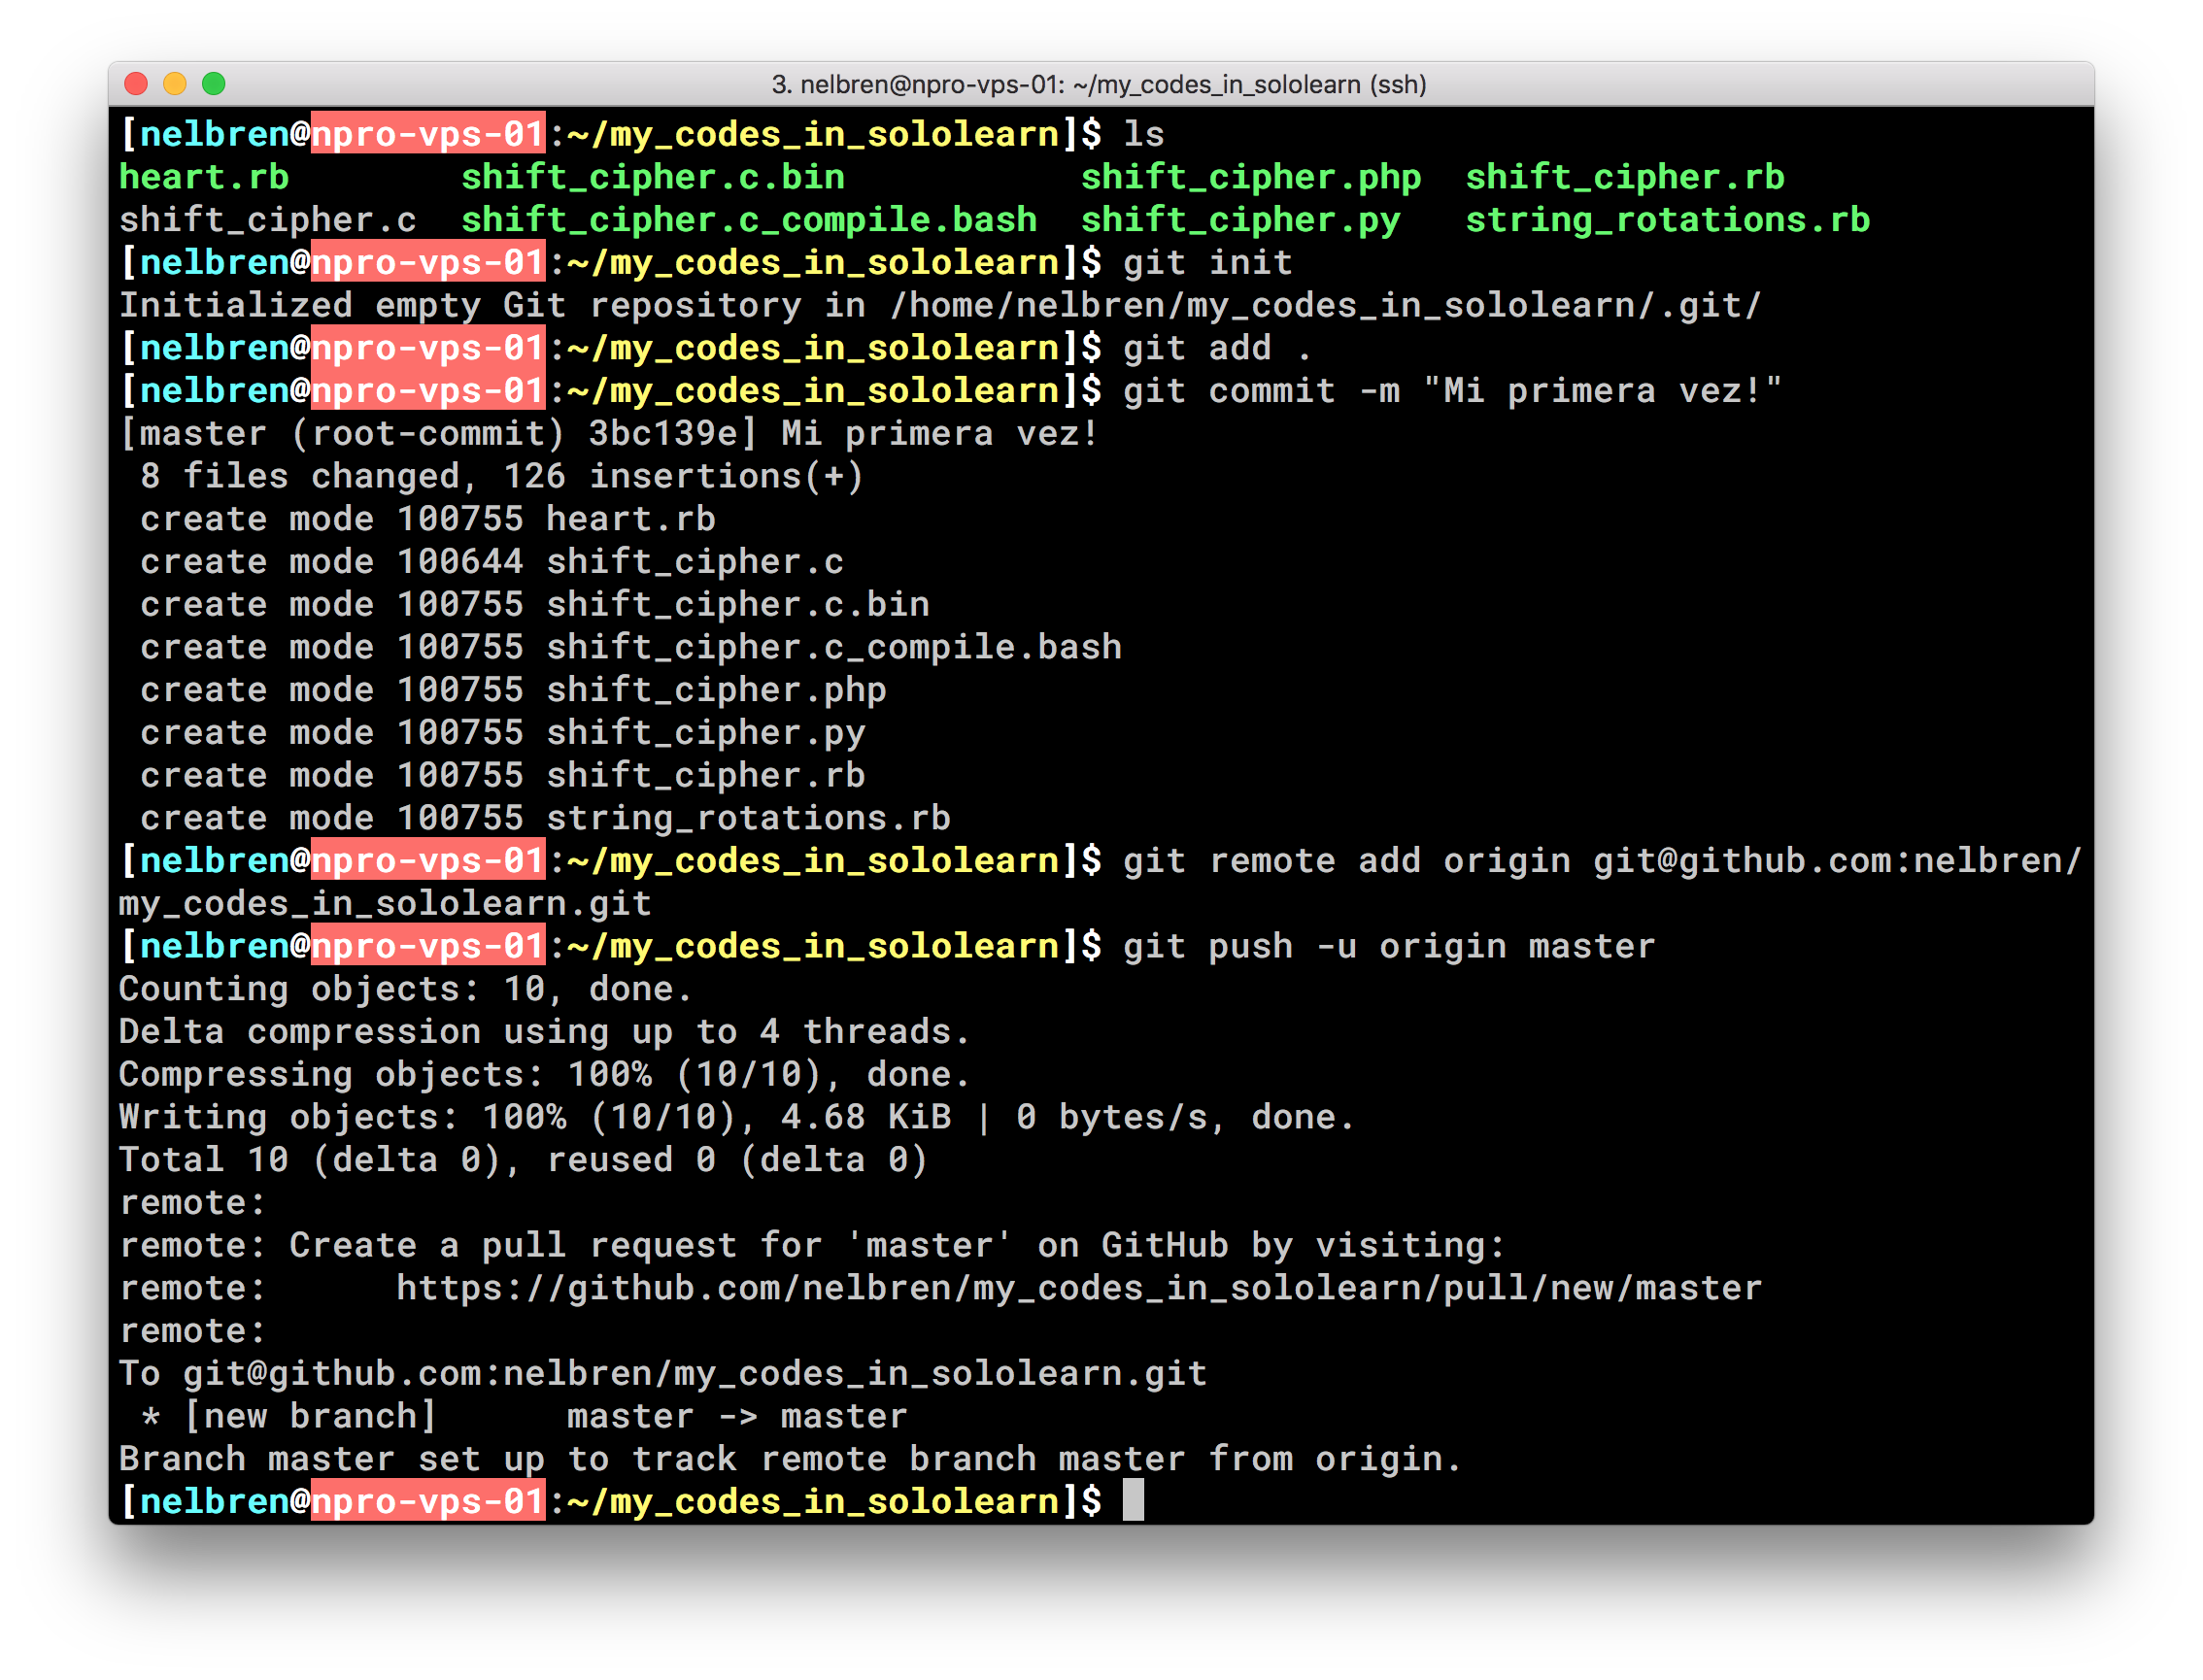 3. nelbren@npro-vps-01: ~/my_codes_in_sololearn (ssh)
[nelbren@npro-vps-01:~/my_codes_in_sololearn]$ ls
heart.rb        shift_cipher.c.bin           shift_cipher.php  shift_cipher.rb
shift_cipher.c  shift_cipher.c_compile.bash  shift_cipher.py   string_rotations.rb
[nelbren@npro-vps-01:~/my_codes_in_sololearn]$ git init
Initialized empty Git repository in /home/nelbren/my_codes_in_sololearn/.git/
[nelbren@npro-vps-01:~/my_codes_in_sololearn]$ git add .
[nelbren@npro-vps-01:~/my_codes_in_sololearn]$ git commit -m "Mi primera vez!"
[master (root-commit) 3bc139e] Mi primera vez!
 8 files changed, 126 insertions(+)
 create mode 100755 heart.rb
 create mode 100644 shift_cipher.c
 create mode 100755 shift_cipher.c.bin
 create mode 100755 shift_cipher.c_compile.bash
 create mode 100755 shift_cipher.php
 create mode 100755 shift_cipher.py
 create mode 100755 shift_cipher.rb
 create mode 100755 string_rotations.rb
[nelbren@npro-vps-01:~/my_codes_in_sololearn]$ git remote add origin git@github.com:nelbren/
my_codes_in_sololearn.git
[nelbren@npro-vps-01:~/my_codes_in_sololearn]$ git push -u origin master
Counting objects: 10, done.
Delta compression using up to 4 threads.
Compressing objects: 100% (10/10), done.
Writing objects: 100% (10/10), 4.68 KiB | 0 bytes/s, done.
Total 10 (delta 0), reused 0 (delta 0)
remote:
remote: Create a pull request for 'master' on GitHub by visiting:
remote:      https://github.com/nelbren/my_codes_in_sololearn/pull/new/master
remote:
To git@github.com:nelbren/my_codes_in_sololearn.git
 * [new branch]      master -> master
Branch master set up to track remote branch master from origin.
[nelbren@npro-vps-01:~/my_codes_in_sololearn]$